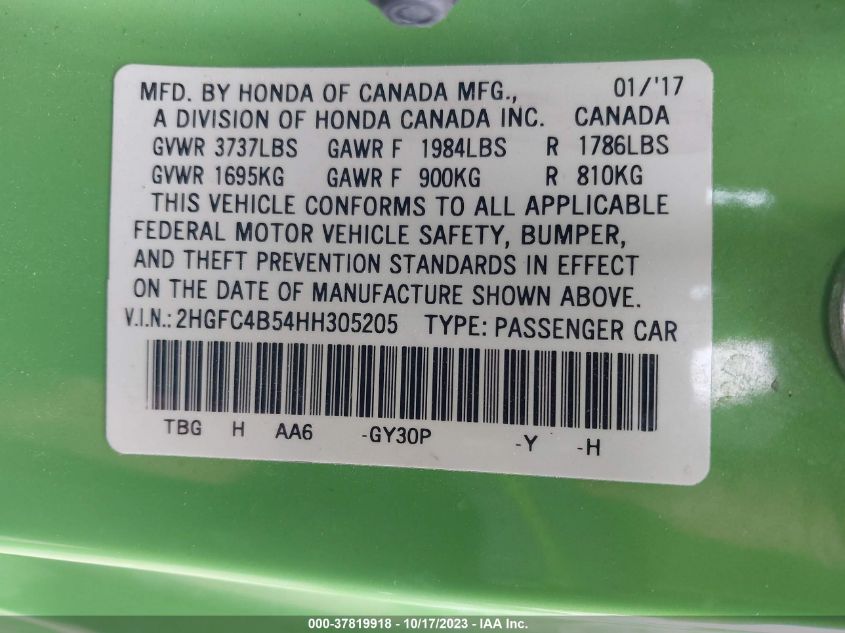 MFD. BY HONDA OF CANADA MFG., 01/'17
A DIVISION OF HONDA CANADA INC. CANADA
GVWR 3737LBS GAWR F 1984LBS R 1786LBS
GVWR 1695KG GAWR F 900KG R 810KG
THIS VEHICLE CONFORMS TO ALL APPLICABLE
FEDERAL MOTOR VEHICLE SAFETY, BUMPER,
AND THEFT PREVENTION STANDARDS IN EFFECT
ON THE DATE OF MANUFACTURE SHOWN ABOVE.
V.I.N.: 2HGFC4B54HH305205 TYPE: PASSENGER CAR
TBG H AA6 -GY30P -Y -H
000-37819918 - 10/17/2023 - IAA Inc.